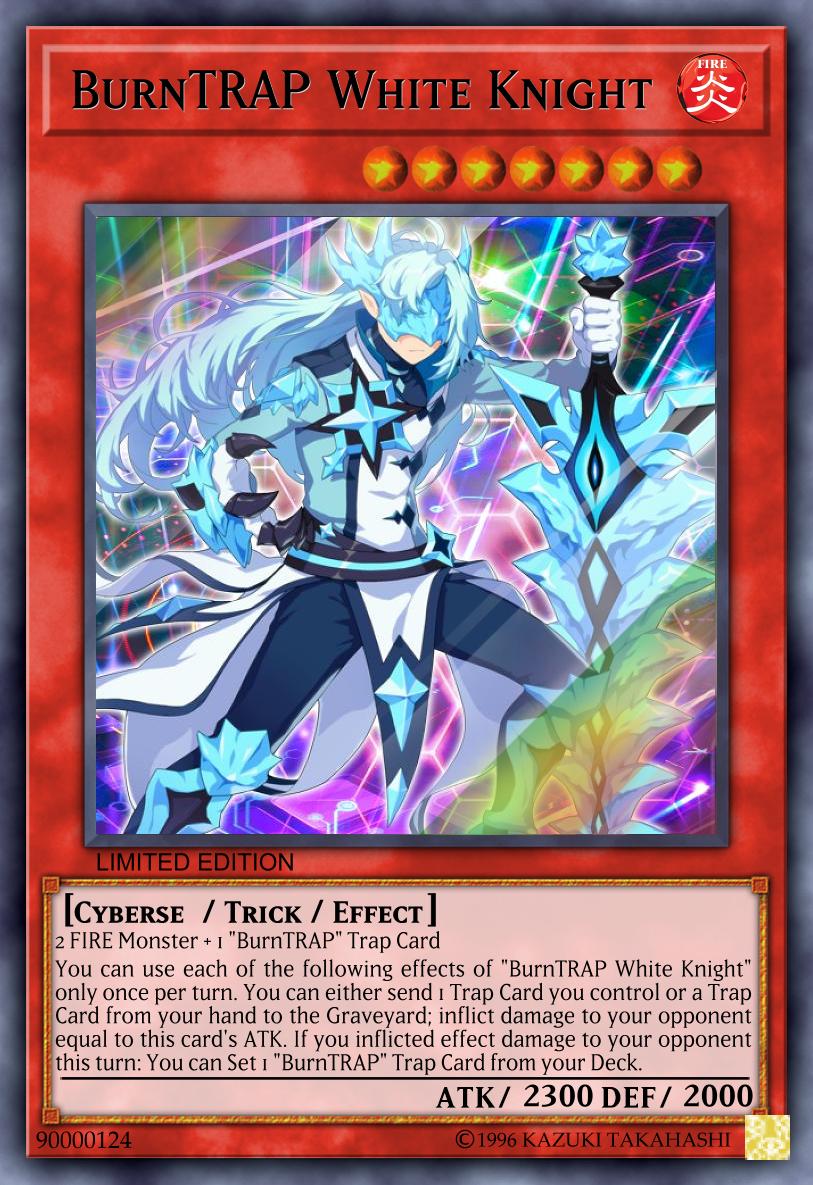 BurnTRAP White Knight
FIRE
炎
LIMITED EDITION
[Cyberse / Trick / Effect]
2 FIRE Monster + 1 "BurnTRAP" Trap Card
You can use each of the following effects of "BurnTRAP White Knight"
only once per turn. You can either send 1 Trap Card you control or a Trap
Card from your hand to the Graveyard; inflict damage to your opponent
equal to this card's ATK. If you inflicted effect damage to your opponent
this turn: You can Set 1 "BurnTRAP" Trap Card from your Deck.
ATK/ 2300 DEF/ 2000
90000124
©1996 KAZUKI TAKAHASHI